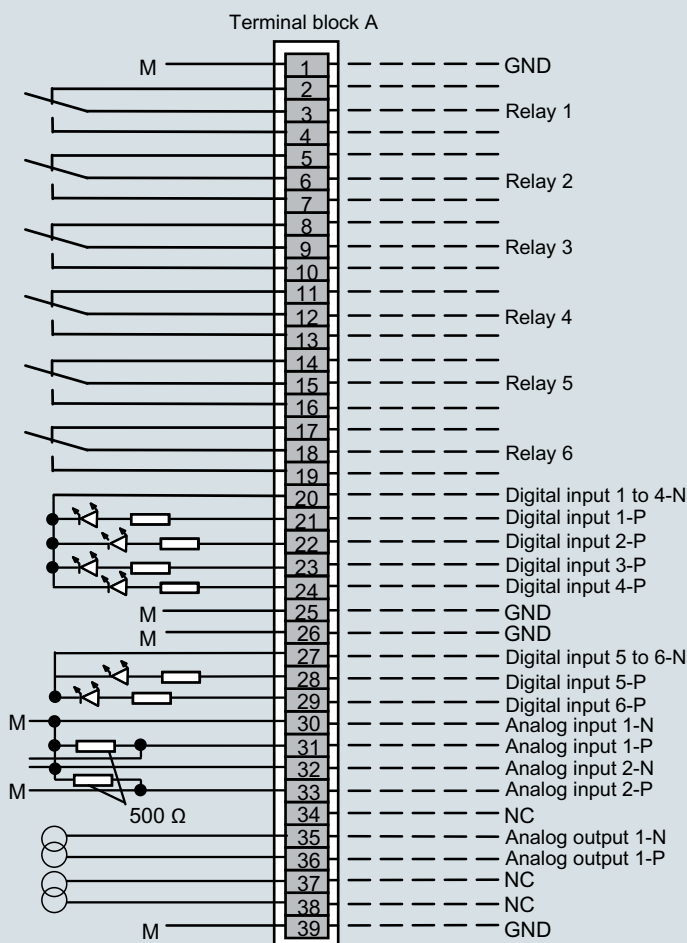 Terminal block A
M 1 GND
2
3 Relay 1
4
5
6 Relay 2
7
8
9 Relay 3
10
11
12 Relay 4
13
14
15 Relay 5
16
17
18 Relay 6
19
20 Digital input 1 to 4-N
21 Digital input 1-P
22 Digital input 2-P
23 Digital input 3-P
24 Digital input 4-P
M 25 GND
M 26 GND
27 Digital input 5 to 6-N
28 Digital input 5-P
29 Digital input 6-P
M 30 Analog input 1-N
31 Analog input 1-P
32 Analog input 2-N
M 33 Analog input 2-P
500 Ω 34 NC
35 Analog output 1-N
36 Analog output 1-P
37 NC
38 NC
M 39 GND